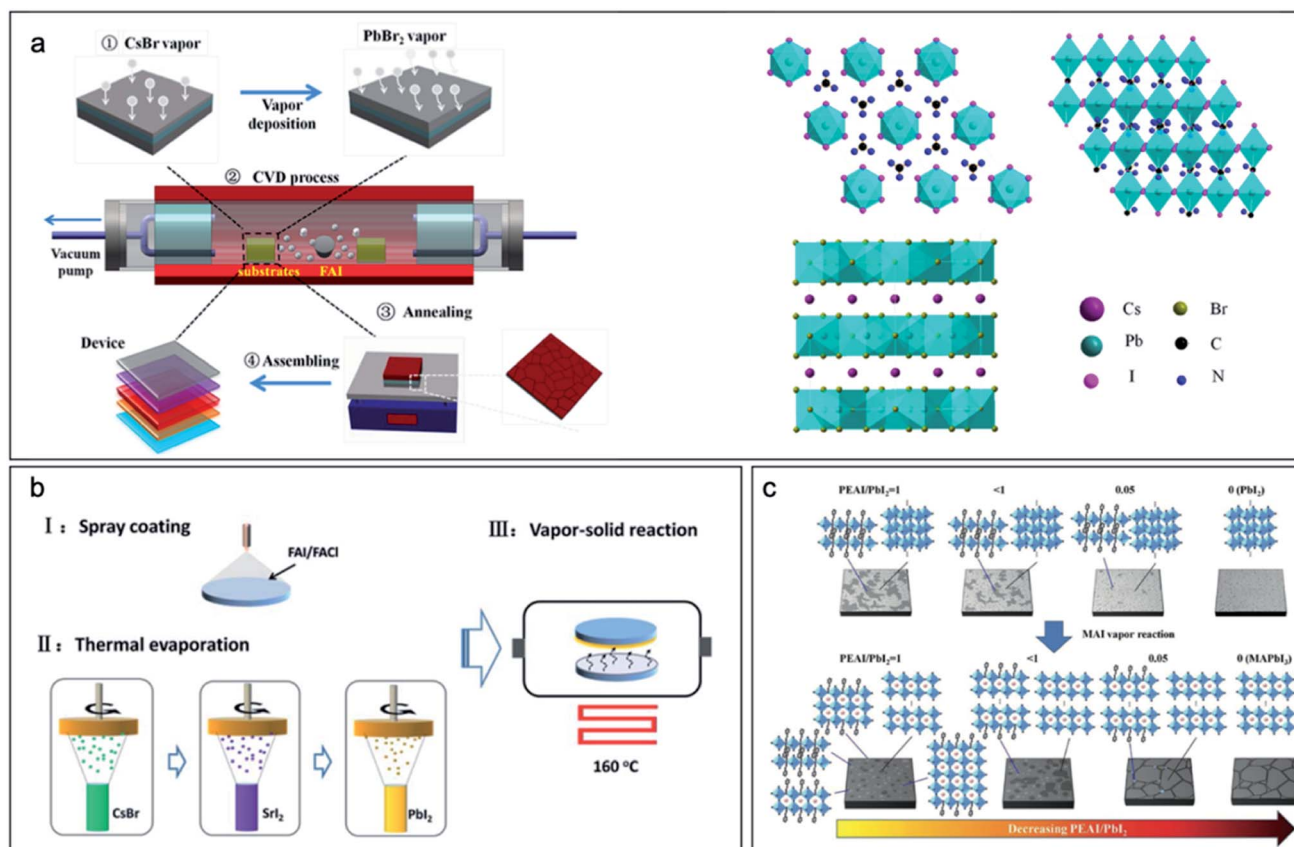 a
① CsBr vapor
PbBr₂ vapor
Vapor
deposition
② CVD process
Vacuum
pump
substrates
FAI
③ Annealing
Device
④ Assembling
Cs
Br
Pb
C
I
N
b
Ⅰ： Spray coating
FAI/FACl
Ⅱ： Thermal evaporation
CsBr
SrI₂
PbI₂
Ⅲ： Vapor-solid reaction
160 °C
c
PEAI/PbI₂=1
<1
0.05
0 (PbI₂)
MAI vapor reaction
PEAI/PbI₂=1
<1
0.05
0 (MAPbI₃)
Decreasing PEAI/PbI₂